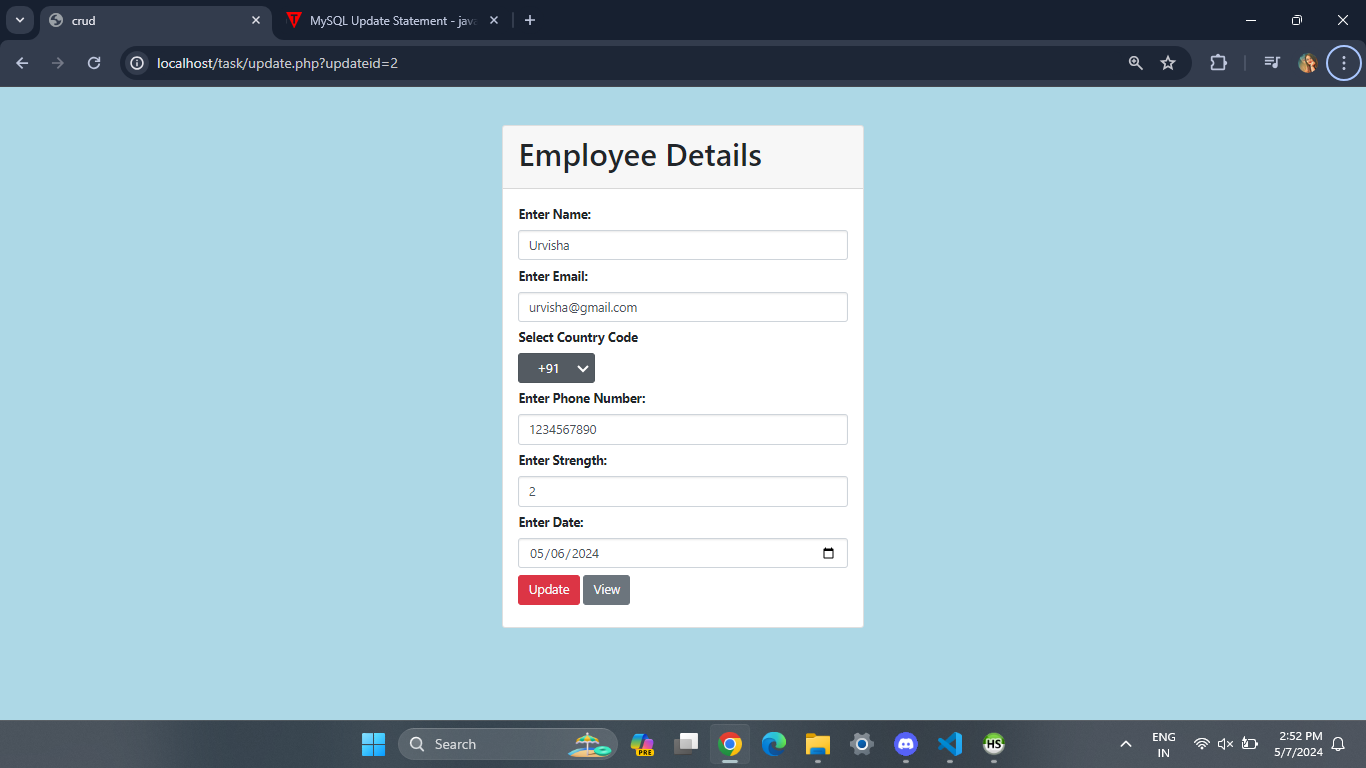 crud
MySQL Update Statement - java
localhost/task/update.php?updateid=2
Employee Details
Enter Name:
Urvisha
Enter Email:
urvisha@gmail.com
Select Country Code
+91
Enter Phone Number:
1234567890
Enter Strength:
2
Enter Date:
05/06/2024
Update View
Search
PRE
HS
ENG
IN
2:52 PM
5/7/2024